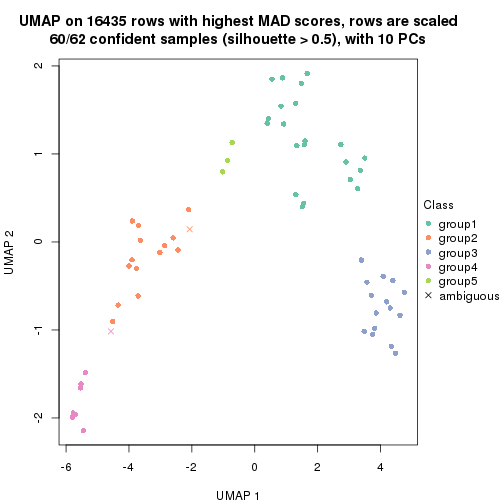 UMAP on 16435 rows with highest MAD scores, rows are scaled
60/62 confident samples (silhouette > 0.5), with 10 PCs
2
1
0
-1
-2
UMAP 2
-6
-4
-2
0
2
4
UMAP 1
Class
group1
group2
group3
group4
group5
ambiguous